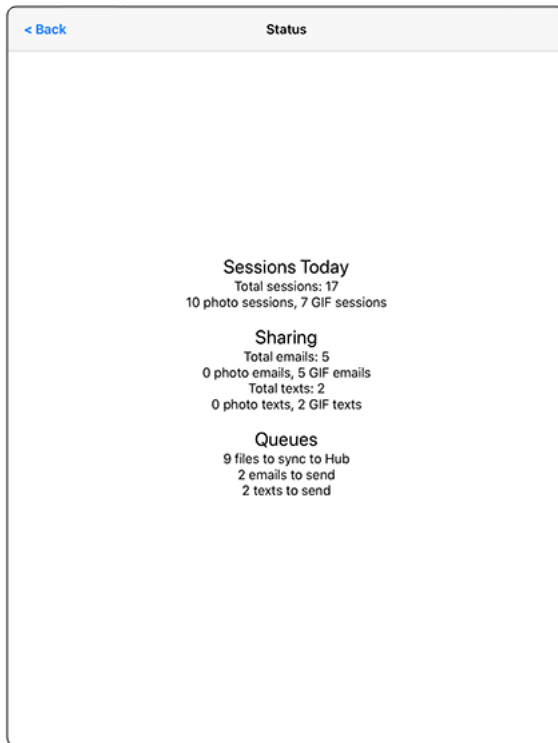 < Back
Status
Sessions Today
Total sessions: 17
10 photo sessions, 7 GIF sessions
Sharing
Total emails: 5
0 photo emails, 5 GIF emails
Total texts: 2
0 photo texts, 2 GIF texts
Queues
9 files to sync to Hub
2 emails to send
2 texts to send